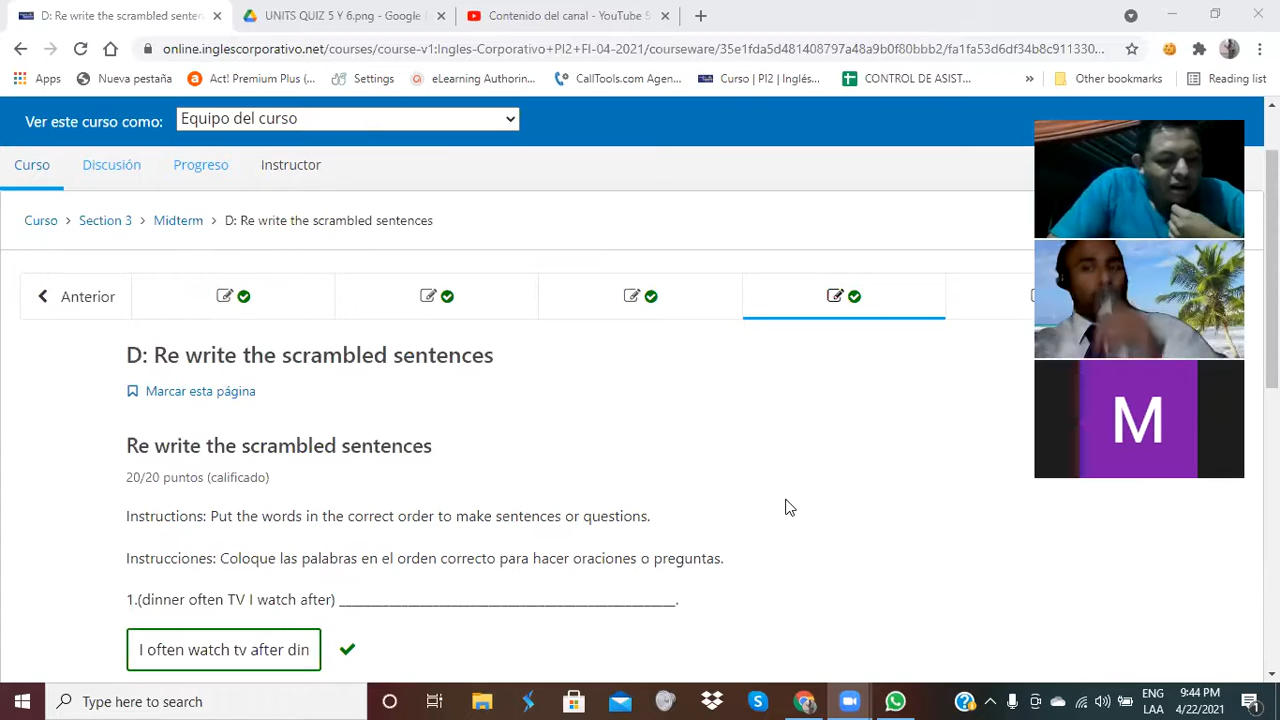 D: Re write the scrambled senten
UNITS QUIZ 5 Y 6.png - Google
Contenido del canal - YouTube S
online.inglescorporativo.net/courses/course-v1:Ingles-Corporativo+PI2+FI-04-2021/courseware/35e1fda5d481408797a48a9b0f80bbb2/fa1fa53d6df34b8c911330...
Apps
Nueva pestaña
Act! Premium Plus (...
Settings
eLearning Authorin...
CallTools.com Agen...
Curso | PI2 | Inglés...
CONTROL DE ASIST...
»
Other bookmarks
Reading list
Ver este curso como:
Equipo del curso
Curso
Discusión
Progreso
Instructor
Curso > Section 3 > Midterm > D: Re write the scrambled sentences
Anterior
D: Re write the scrambled sentences
Marcar esta página
Re write the scrambled sentences
20/20 puntos (calificado)
Instructions: Put the words in the correct order to make sentences or questions.
Instrucciones: Coloque las palabras en el orden correcto para hacer oraciones o preguntas.
1.(dinner often TV I watch after) ________________________________________________.
I often watch tv after din
M
Type here to search
ENG
LAA
9:44 PM
4/22/2021
1